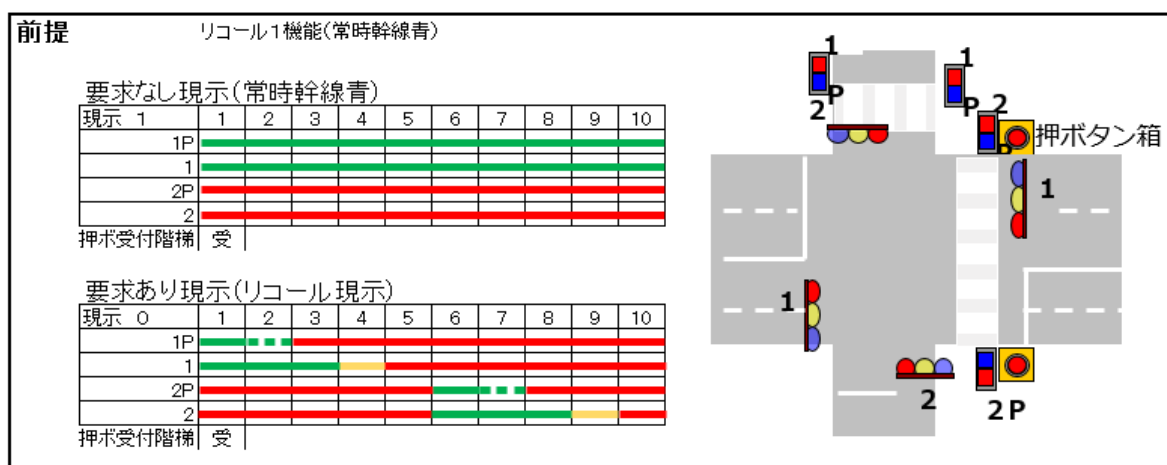 前提 リコール1機能(常時幹線青)
要求なし現示(常時幹線青)
現示 1 1 2 3 4 5 6 7 8 9 10
1P
1
2P
2
押ボ受付階梯 受
要求あり現示(リコール現示)
現示 0 1 2 3 4 5 6 7 8 9 10
1P
1
2P
2
押ボ受付階梯 受
1
P
2
1
P
2
P
押ボタン箱
1
1
2
2P